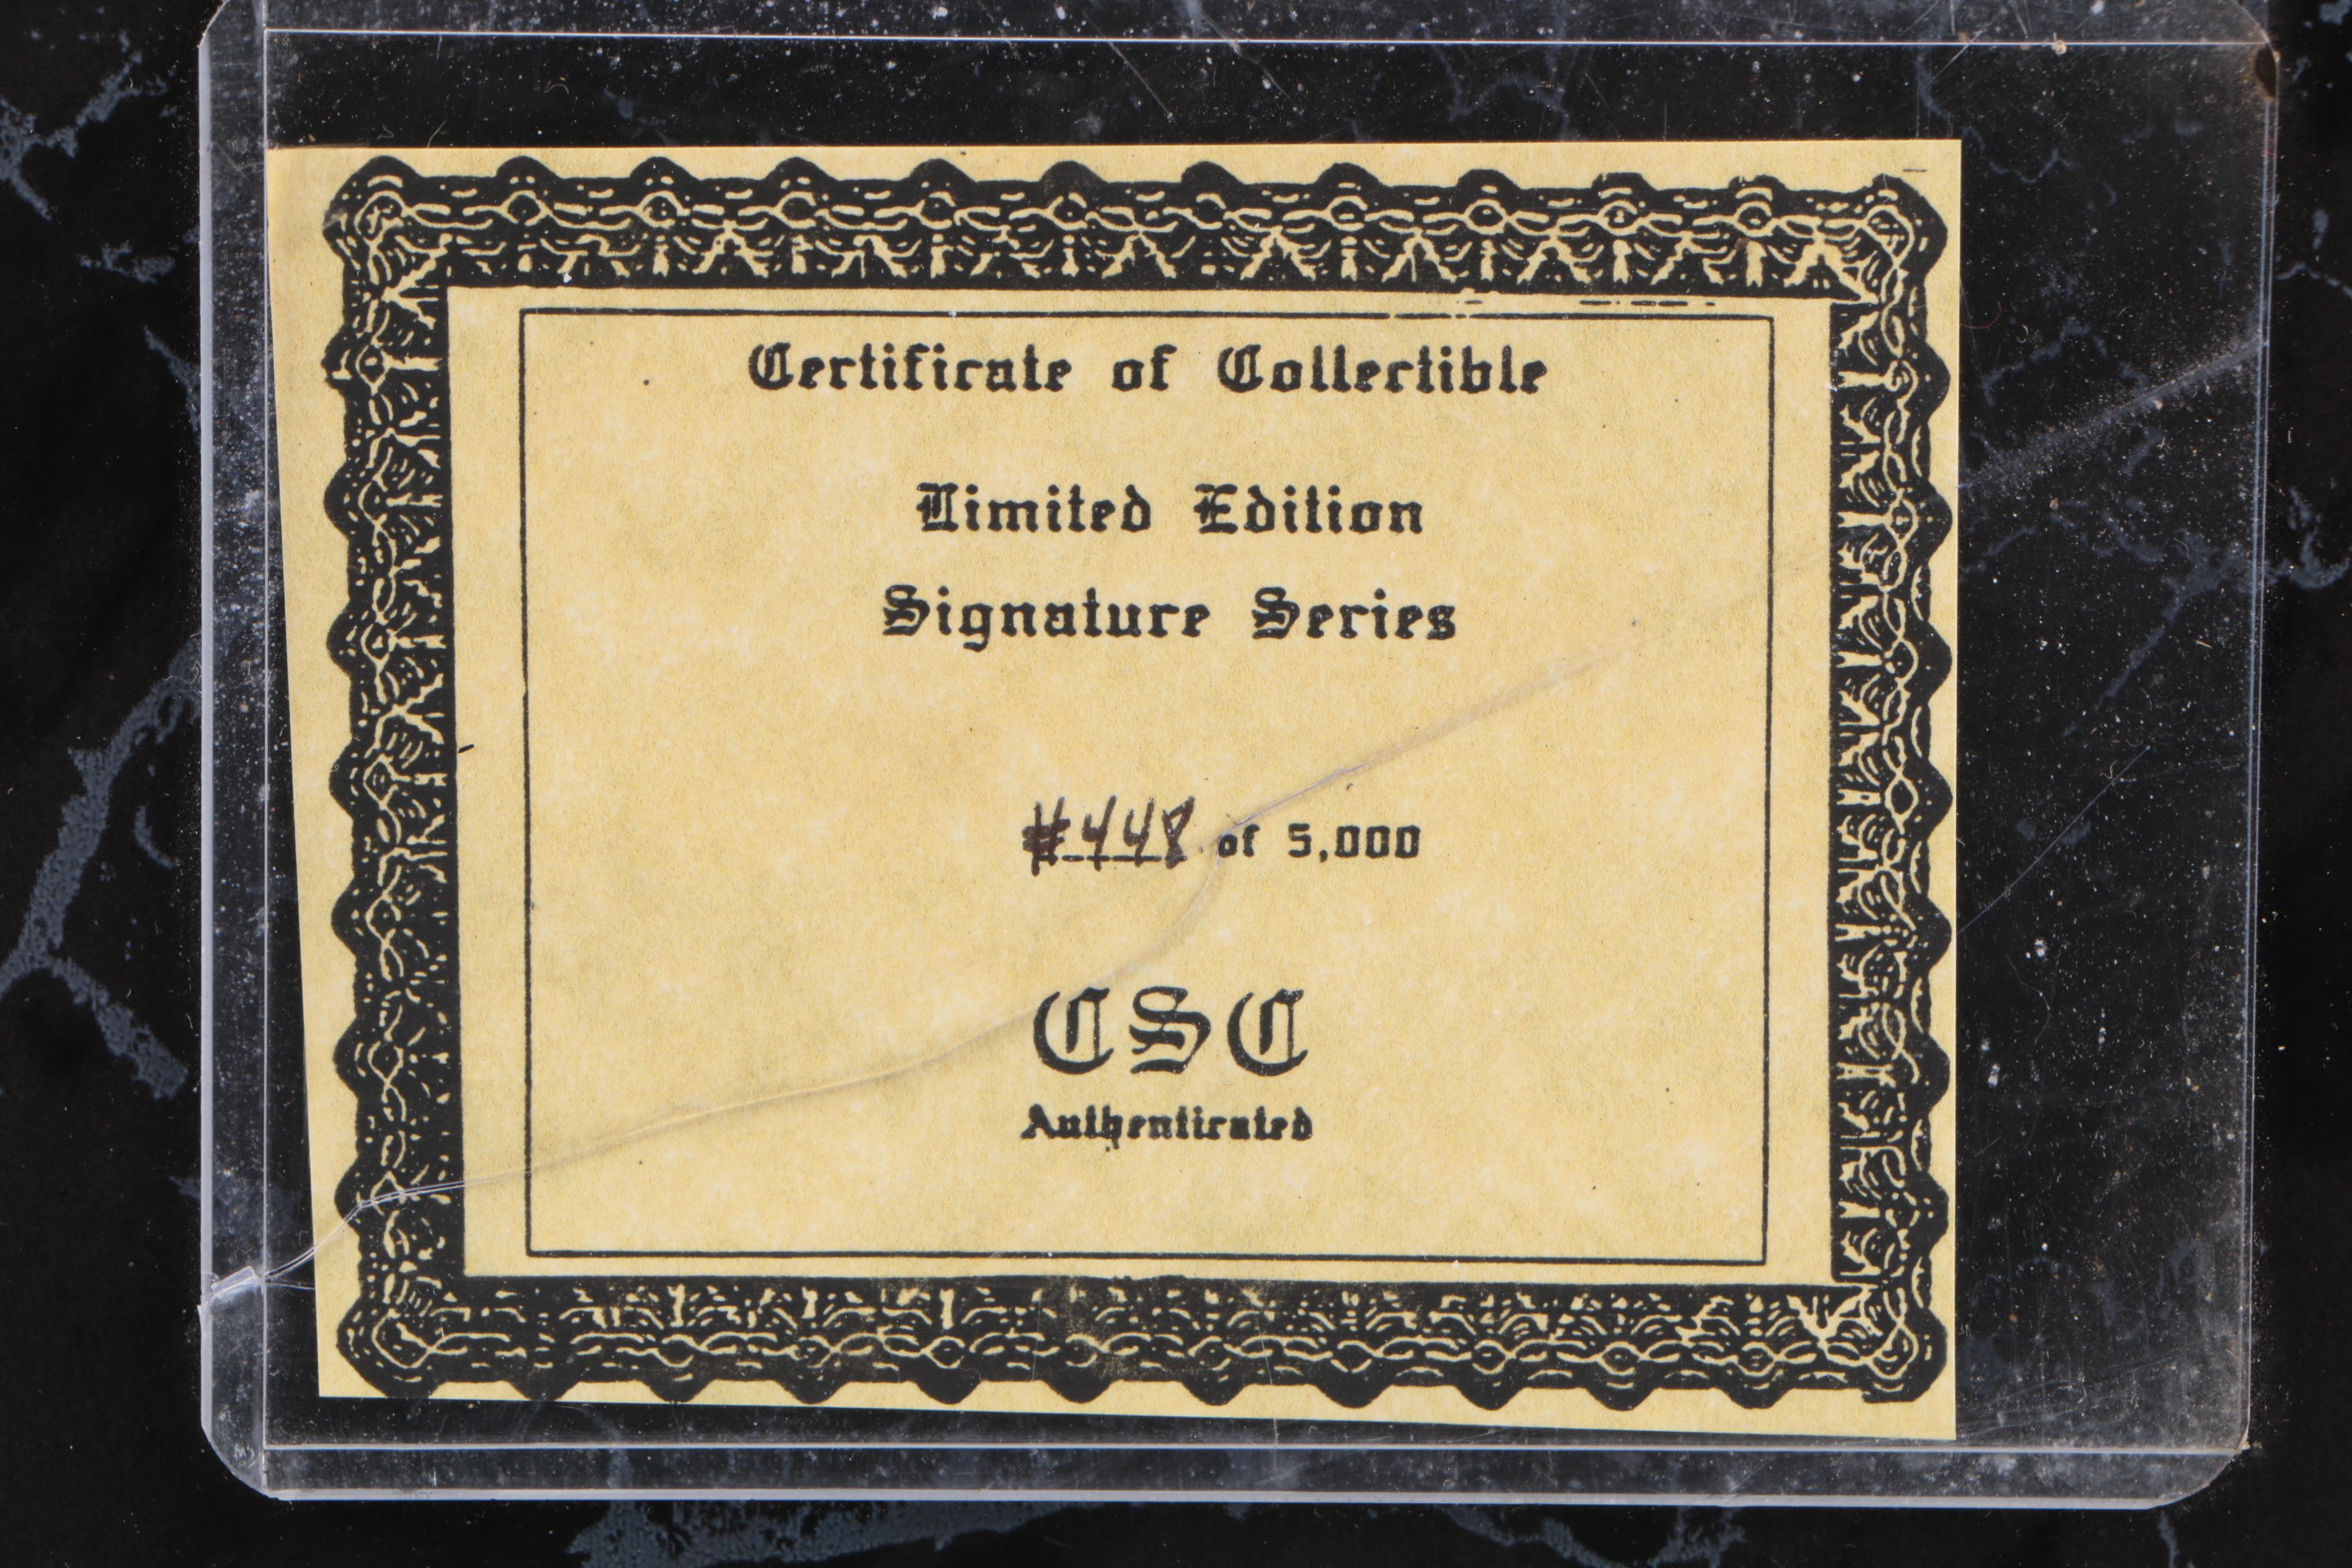 Certificate of Collectible
Limited Edition
Signature Series
#448 of 5,000
CSC
Authenticated